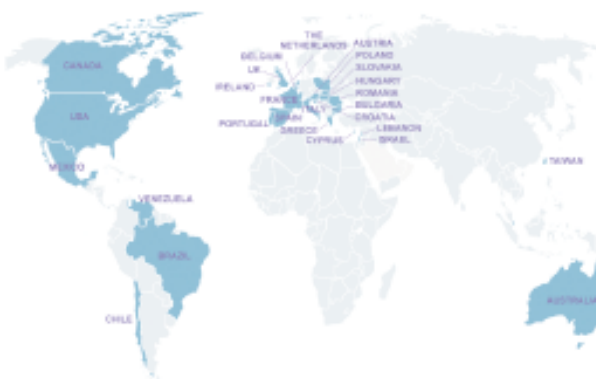 CANADA
USA
MEXICO
VENEZUELA
BRAZIL
CHILE
THE
NETHERLANDS
BELGIUM
UK
IRELAND
FRANCE
PORTUGAL
SPAIN
ITALY
GREECE
CYPRUS
AUSTRIA
POLAND
SLOVAKIA
HUNGARY
ROMANIA
BULGARIA
CROATIA
LEBANON
ISRAEL
TAIWAN
AUSTRALIA